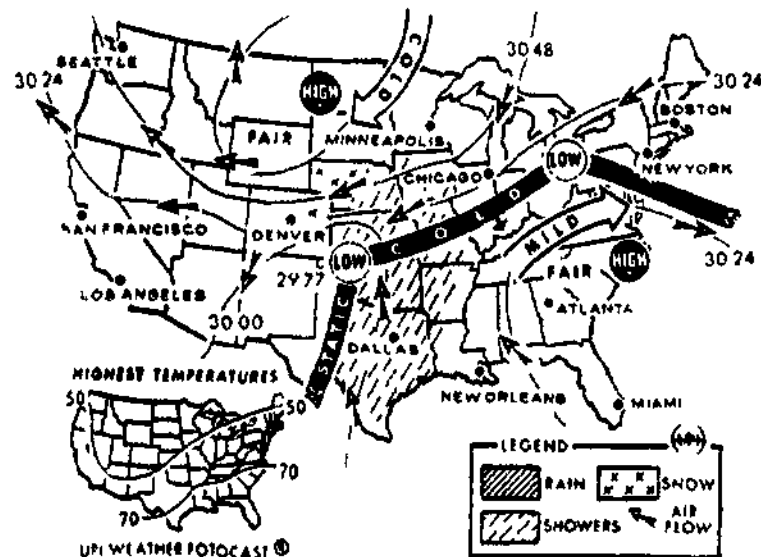 30.48
30.24
SEATTLE
30.24
COLD
HIGH
BOSTON
FAIR
MINNEAPOLIS
LOW
CHICAGO
NEW YORK
SAN FRANCISCO
DENVER
COLD
MILD
30.24
LOW
HIGH
29.77
FAIR
LOS ANGELES
ATLANTA
30.00
DALLAS
HIGHEST TEMPERATURES
NEW ORLEANS
MIAMI
50
50
70
70
LEGEND
(UPI)
RAIN
SNOW
SHOWERS
AIR
FLOW
UPI WEATHER FOTOCAST ®